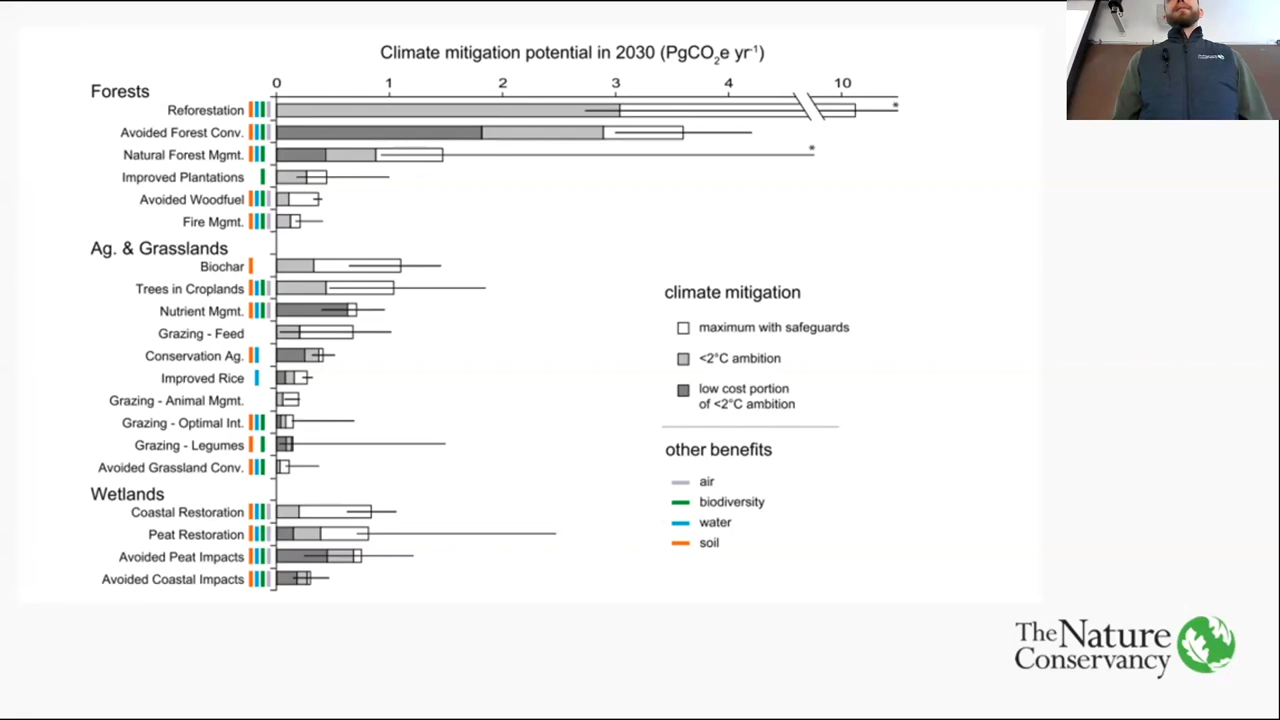 Climate mitigation potential in 2030 (PgCO2e yr-1)
0 1 2 3 4 10
Forests
Reforestation
*
Avoided Forest Conv.
Natural Forest Mgmt.
*
Improved Plantations
Avoided Woodfuel
Fire Mgmt.
Ag. & Grasslands
Biochar
Trees in Croplands
Nutrient Mgmt.
Grazing - Feed
Conservation Ag.
Improved Rice
Grazing - Animal Mgmt.
Grazing - Optimal Int.
Grazing - Legumes
Avoided Grassland Conv.
Wetlands
Coastal Restoration
Peat Restoration
Avoided Peat Impacts
Avoided Coastal Impacts
climate mitigation
maximum with safeguards
<2°C ambition
low cost portion
of <2°C ambition
other benefits
air
biodiversity
water
soil
The Nature
Conservancy